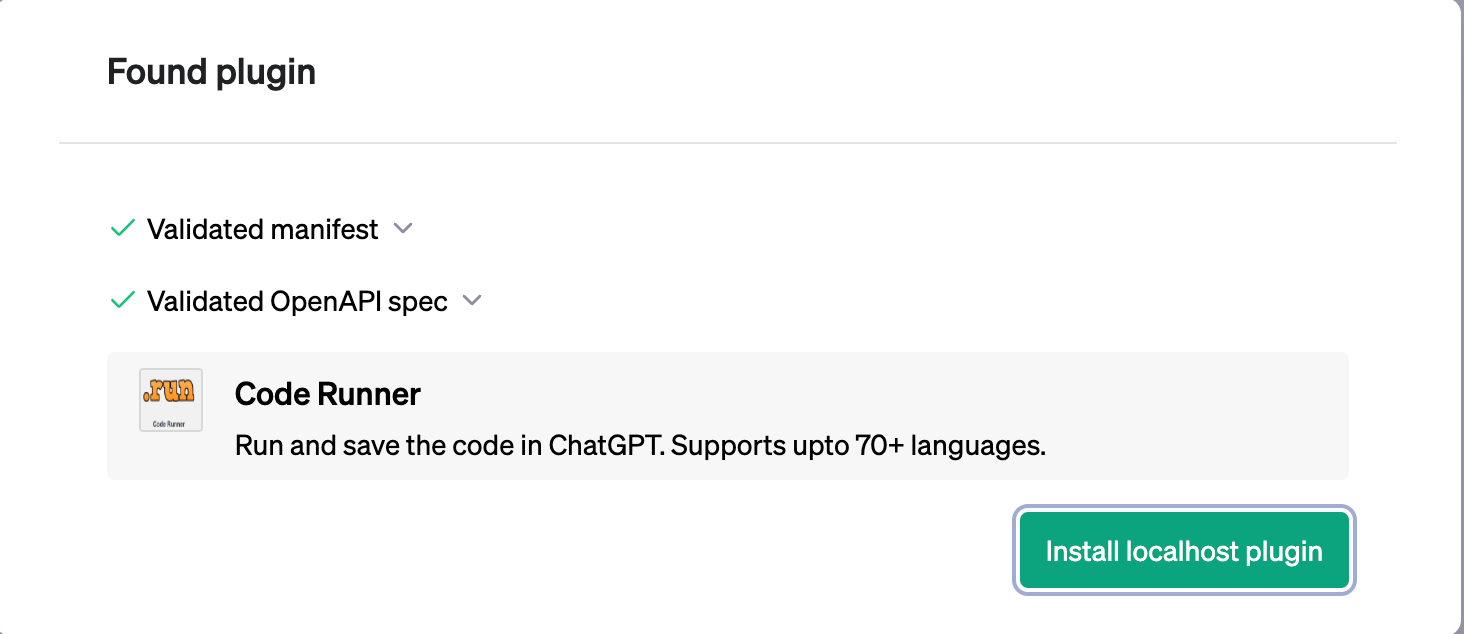 Found plugin
Validated manifest
Validated OpenAPI spec
.run
Code Runner
Code Runner
Run and save the code in ChatGPT. Supports upto 70+ languages.
Install localhost plugin